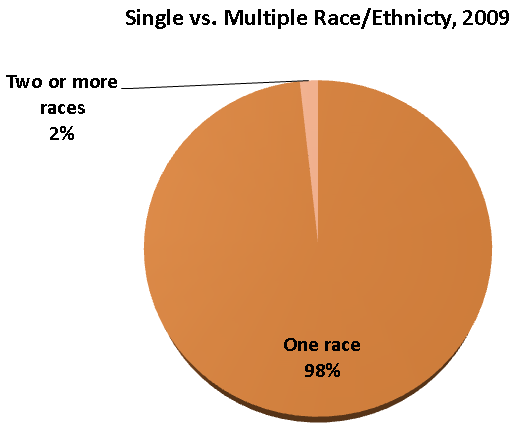 Single vs. Multiple Race/Ethnicty, 2009
Two or more
races
2%
One race
98%